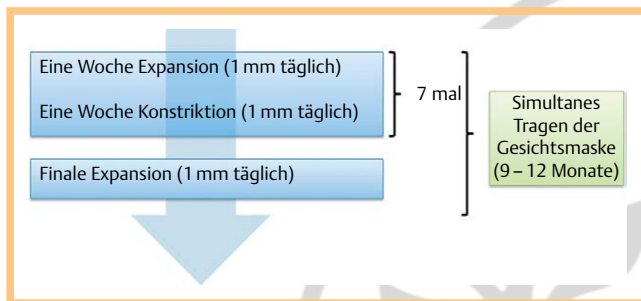 Eine Woche Expansion (1 mm täglich)
Eine Woche Konstriktion (1 mm täglich)
7 mal
Finale Expansion (1 mm täglich)
Simultanes
Tragen der
Gesichtsmaske
(9 – 12 Monate)